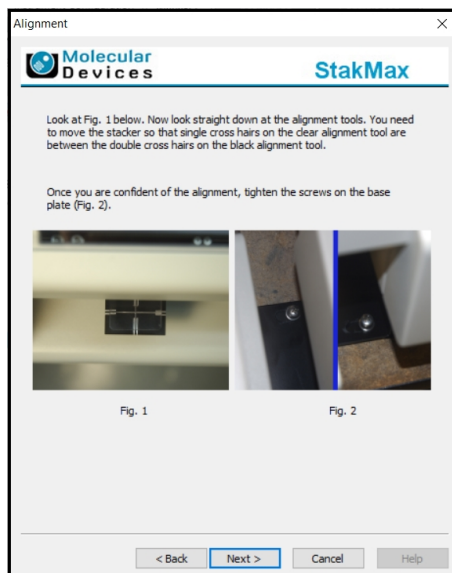 Alignment
Molecular
Devices
StakMax
Look at Fig. 1 below. Now look straight down at the alignment tools. You need
to move the stacker so that single cross hairs on the clear alignment tool are
between the double cross hairs on the black alignment tool.
Once you are confident of the alignment, tighten the screws on the base
plate (Fig. 2).
Fig. 1
Fig. 2
< Back
Next >
Cancel
Help